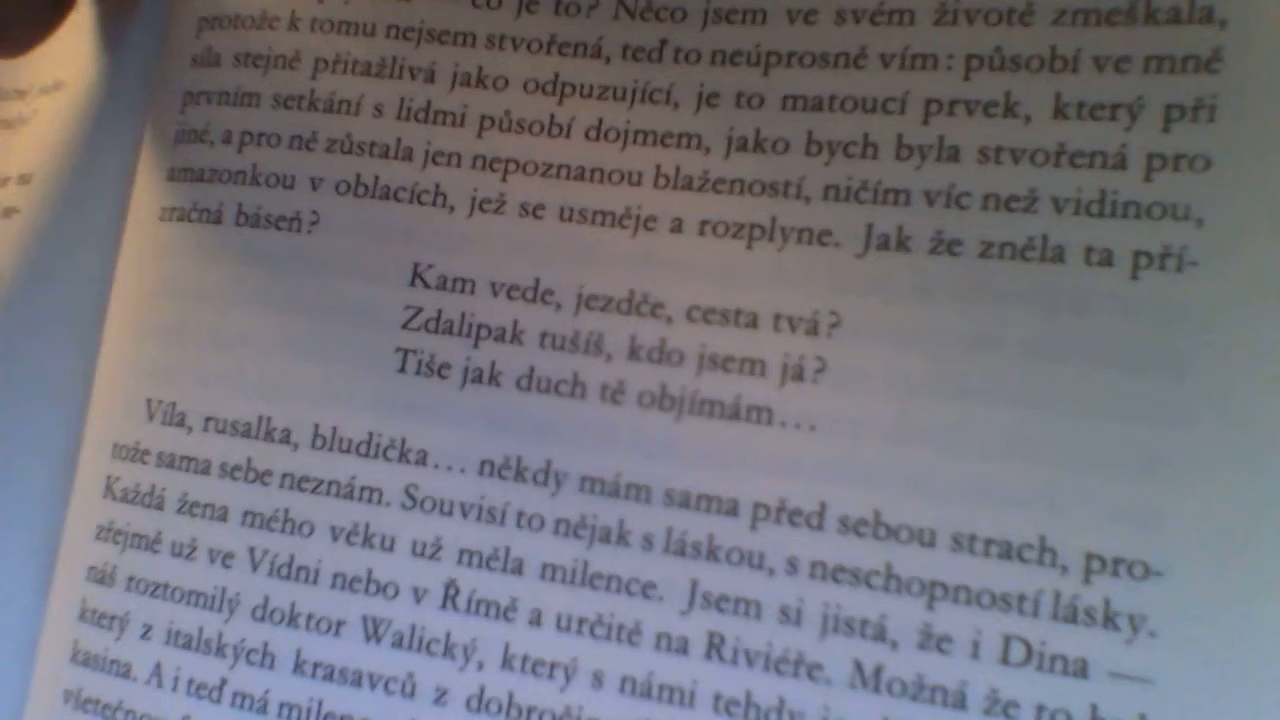 co je to? Něco jsem ve svém životě zmeškala,
protože k tomu nejsem stvořená, teď to neúprosně vím: působí ve mně
síla stejně přitažlivá jako odpuzující, je to matoucí prvek, který při
prvním setkání s lidmi působí dojmem, jako bych byla stvořená pro
jiné, a pro ně zůstala jen nepoznanou blažeností, ničím víc než vidinou,
amazonkou v oblacích, jež se usměje a rozplyne. Jak že zněla ta pří-
zračná báseň?
Kam vede, jezdče, cesta tvá?
Zdalipak tušíš, kdo jsem já?
Tiše jak duch tě objímám...
Víla, rusalka, bludička... někdy mám sama před sebou strach, pro-
tože sama sebe neznám. Souvisí to nějak s láskou, s neschopností lásky.
Každá žena mého věku už měla milence. Jsem si jistá, že i Dina —
zřejmě už ve Vídni nebo v Římě a určitě na Riviéře. Možná že to
náš roztomilý doktor Walický, který s námi tehdy
který z italských krasavců z
kasina. A i teď má